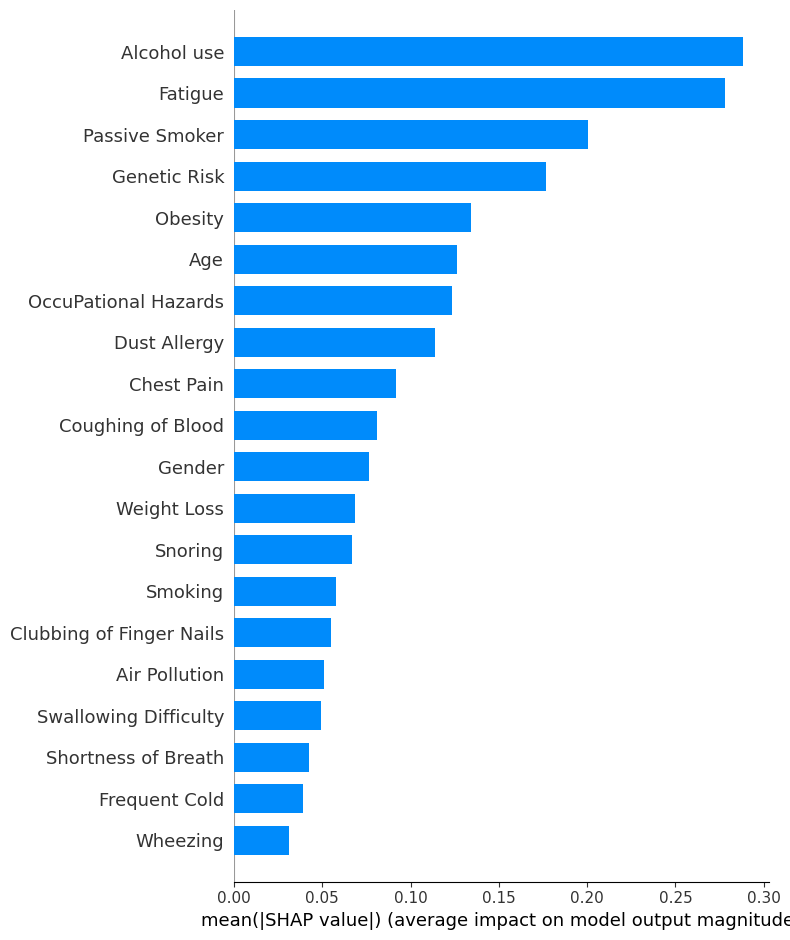 Alcohol use
Fatigue
Passive Smoker
Genetic Risk
Obesity
Age
OccuPational Hazards
Dust Allergy
Chest Pain
Coughing of Blood
Gender
Weight Loss
Snoring
Smoking
Clubbing of Finger Nails
Air Pollution
Swallowing Difficulty
Shortness of Breath
Frequent Cold
Wheezing
0.00 0.05 0.10 0.15 0.20 0.25 0.30
mean(|SHAP value|) (average impact on model output magnitude